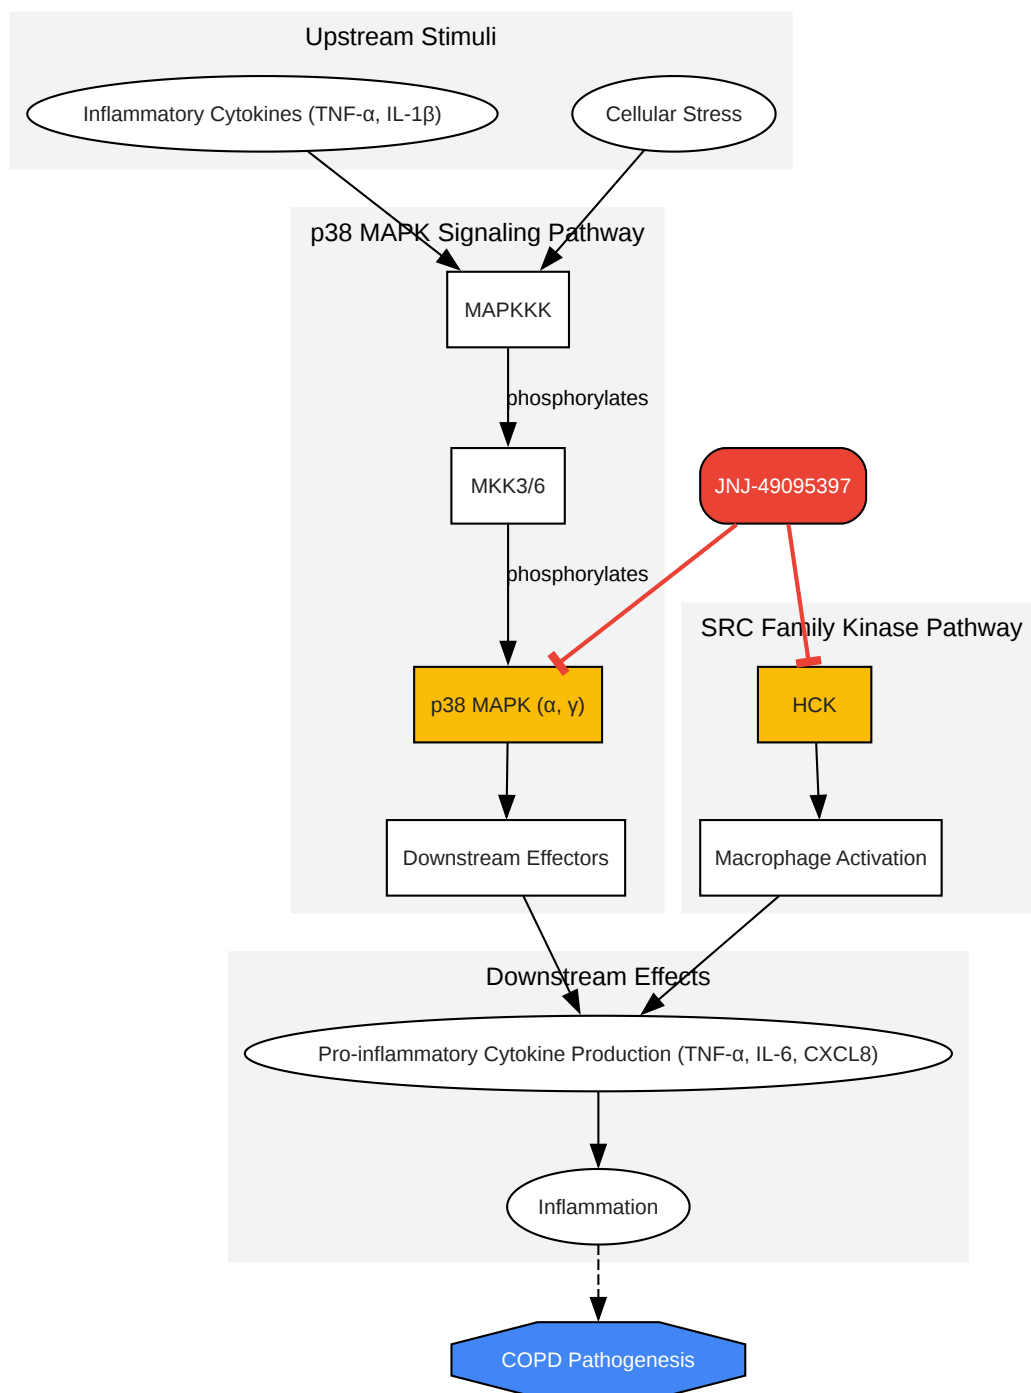 Upstream Stimuli
Inflammatory Cytokines (TNF-α, IL-1β)
Cellular Stress
p38 MAPK Signaling Pathway
MAPKKK
phosphorylates
MKK3/6
JNJ-49095397
phosphorylates
SRC Family Kinase Pathway
p38 MAPK (α, γ)
HCK
Downstream Effectors
Macrophage Activation
Downstream Effects
Pro-inflammatory Cytokine Production (TNF-α, IL-6, CXCL8)
Inflammation
COPD Pathogenesis